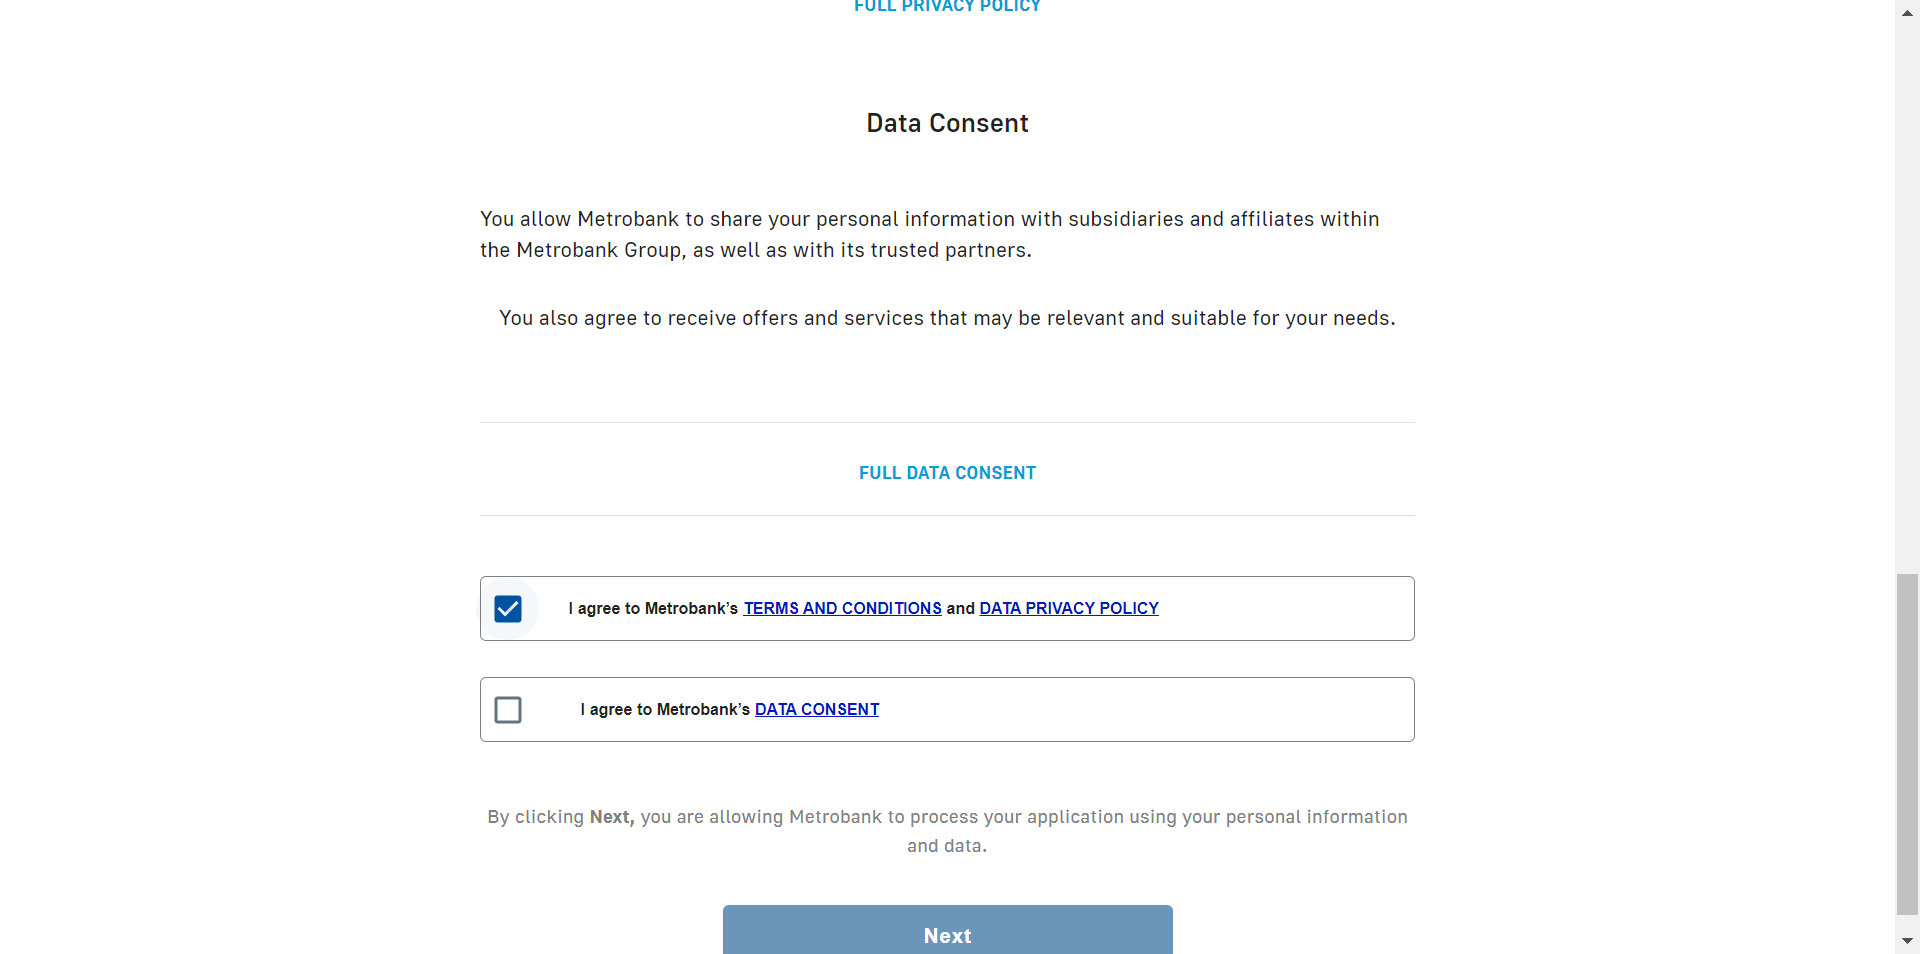 FULL PRIVACY POLICY
Data Consent
You allow Metrobank to share your personal information with subsidiaries and affiliates within
the Metrobank Group, as well as with its trusted partners.
You also agree to receive offers and services that may be relevant and suitable for your needs.
FULL DATA CONSENT
I agree to Metrobank’s TERMS AND CONDITIONS and DATA PRIVACY POLICY
I agree to Metrobank’s DATA CONSENT
By clicking Next, you are allowing Metrobank to process your application using your personal information
and data.
Next